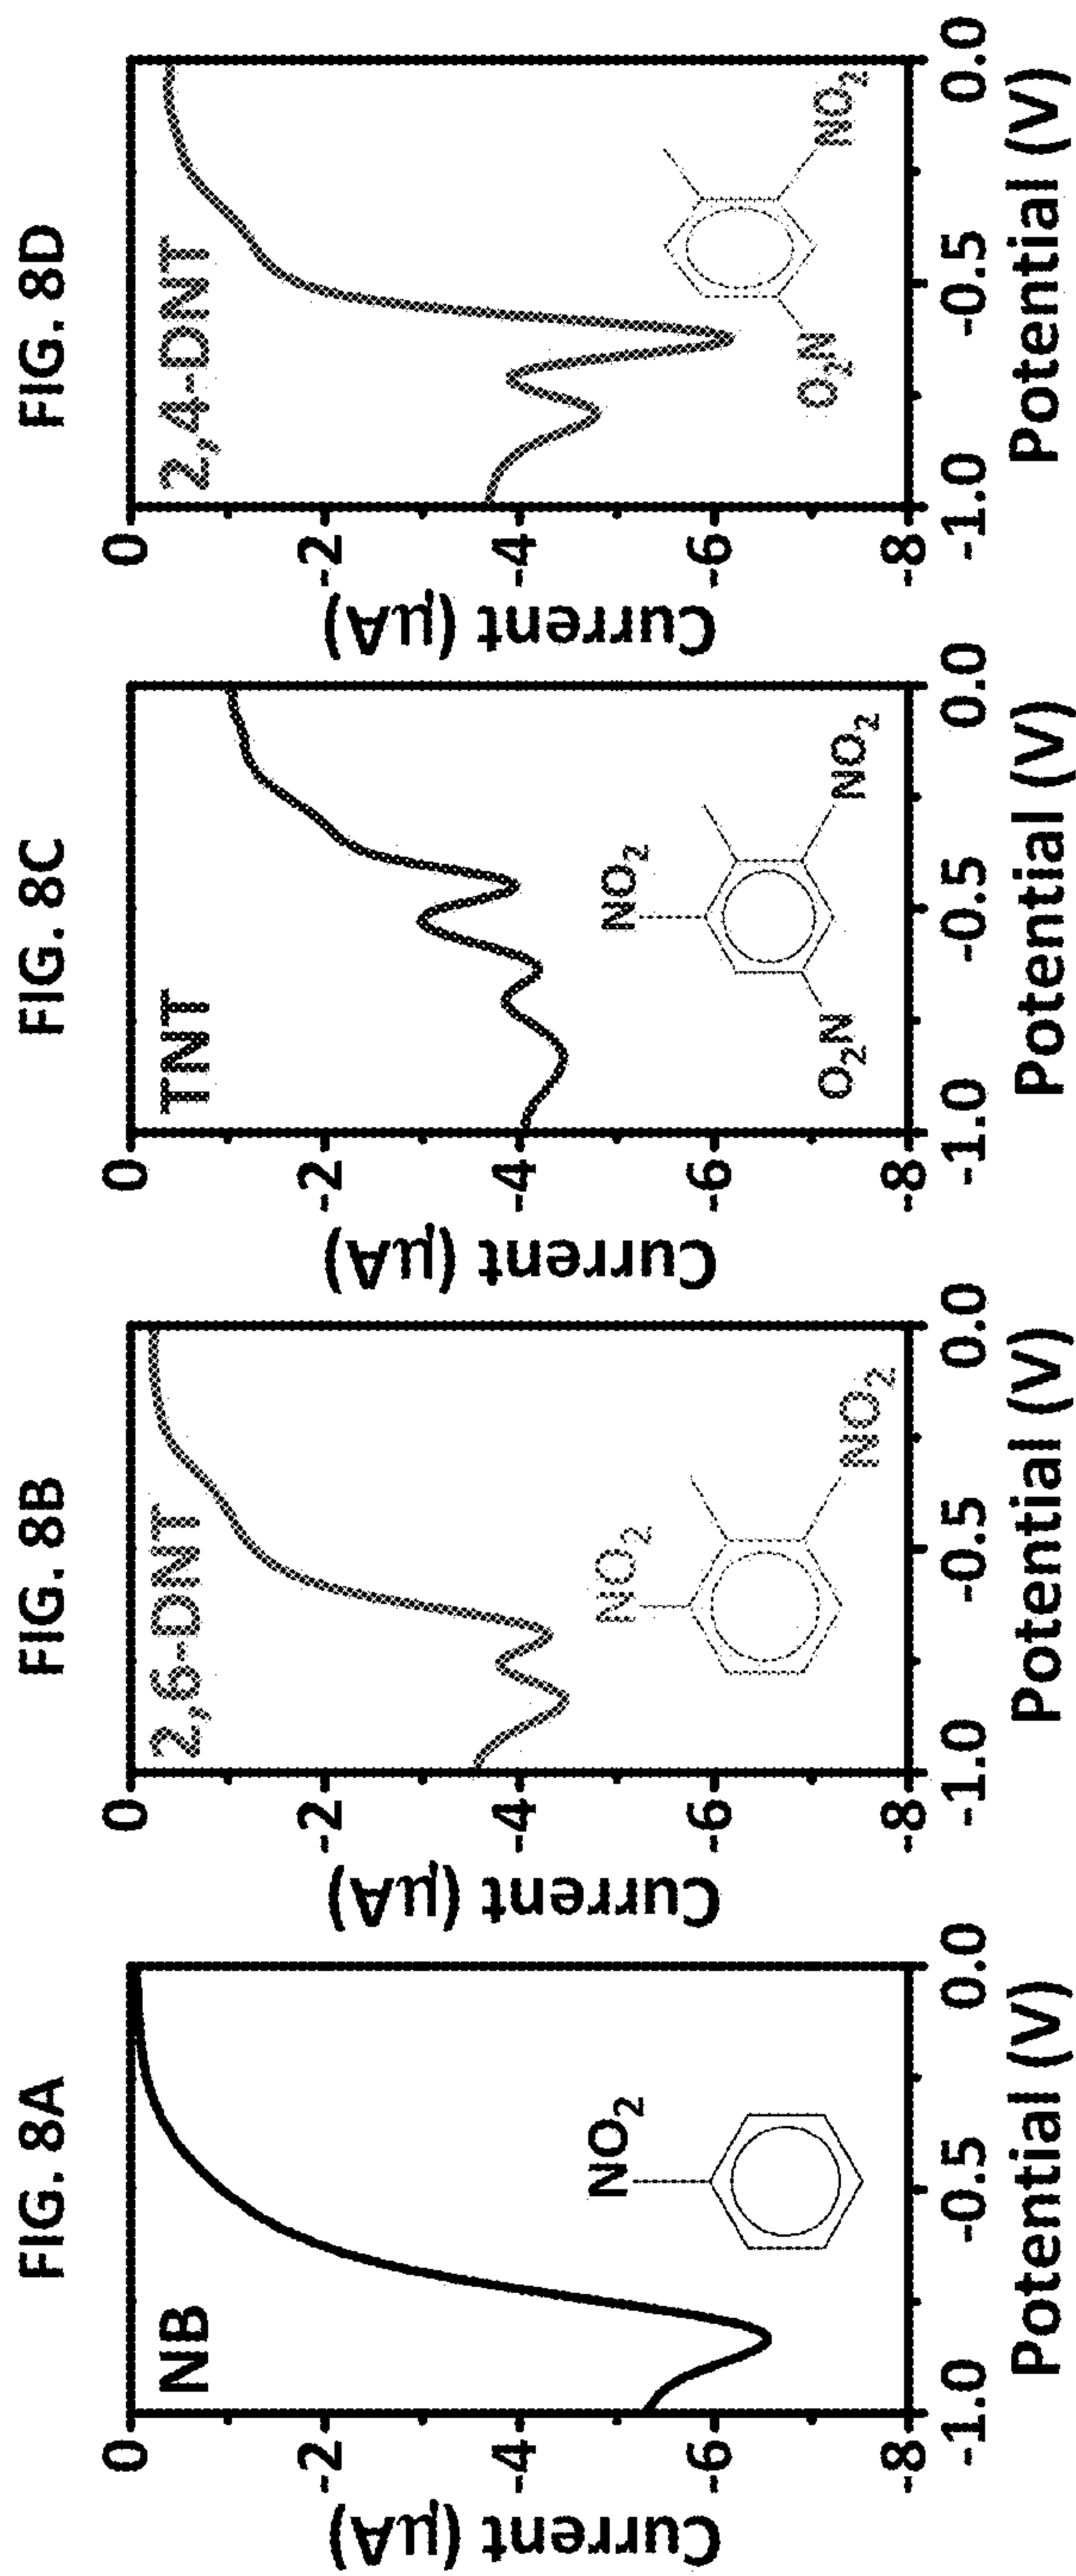 FIG. 8A
NB
NO2
0
-2
-4
-6
-8
Current (μA)
-1.0
-0.5
0.0
Potential (V)
FIG. 8B
2,6-DNT
NO2
NO2
0
-2
-4
-6
-8
Current (μA)
-1.0
-0.5
0.0
Potential (V)
FIG. 8C
TNT
NO2
O2N
NO2
0
-2
-4
-6
-8
Current (μA)
-1.0
-0.5
0.0
Potential (V)
FIG. 8D
2,4-DNT
O2N
NO2
0
-2
-4
-6
-8
Current (μA)
-1.0
-0.5
0.0
Potential (V)